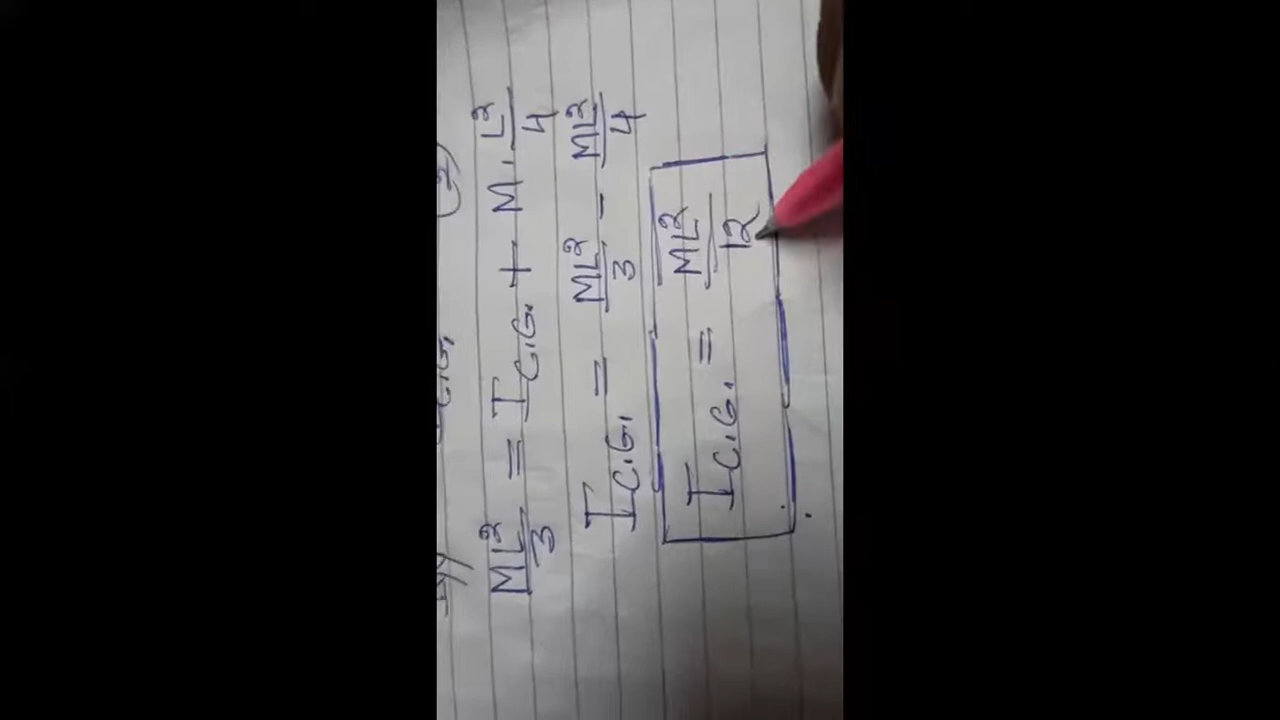 ML²/3 = I_C.G. + M . L²/4
I_C.G. = ML²/3 - ML²/4
I_C.G. = ML²/12